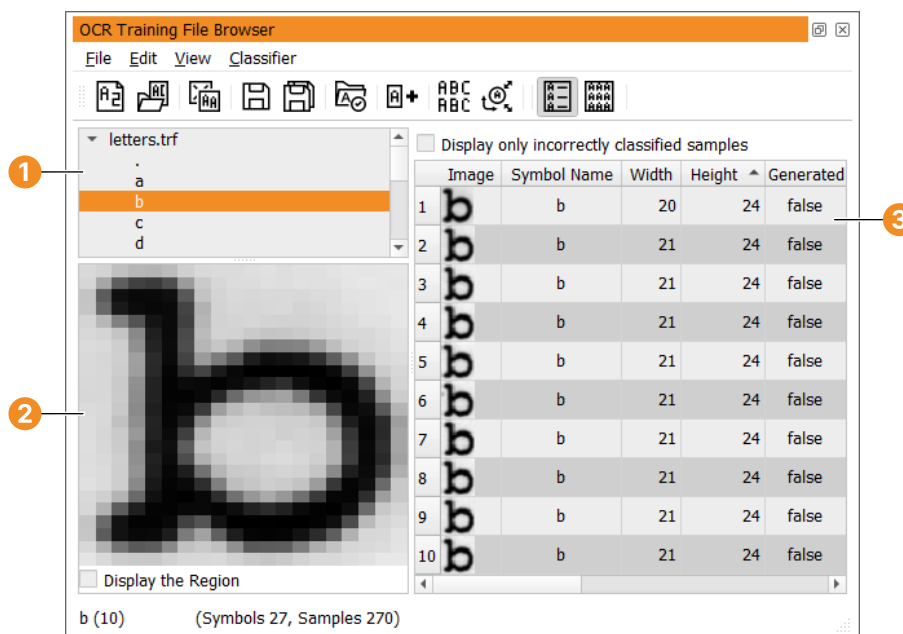 OCR Training File Browser
File Edit View Classifier
letters.trf
.
a
b
c
d
Display only incorrectly classified samples
Image Symbol Name Width Height Generated
1 b b 20 24 false
2 b b 21 24 false
3 b b 21 24 false
4 b b 21 24 false
5 b b 21 24 false
6 b b 21 24 false
7 b b 21 24 false
8 b b 21 24 false
9 b b 21 24 false
10 b b 21 24 false
b
Display the Region
b (10) (Symbols 27, Samples 270)
1
2
3